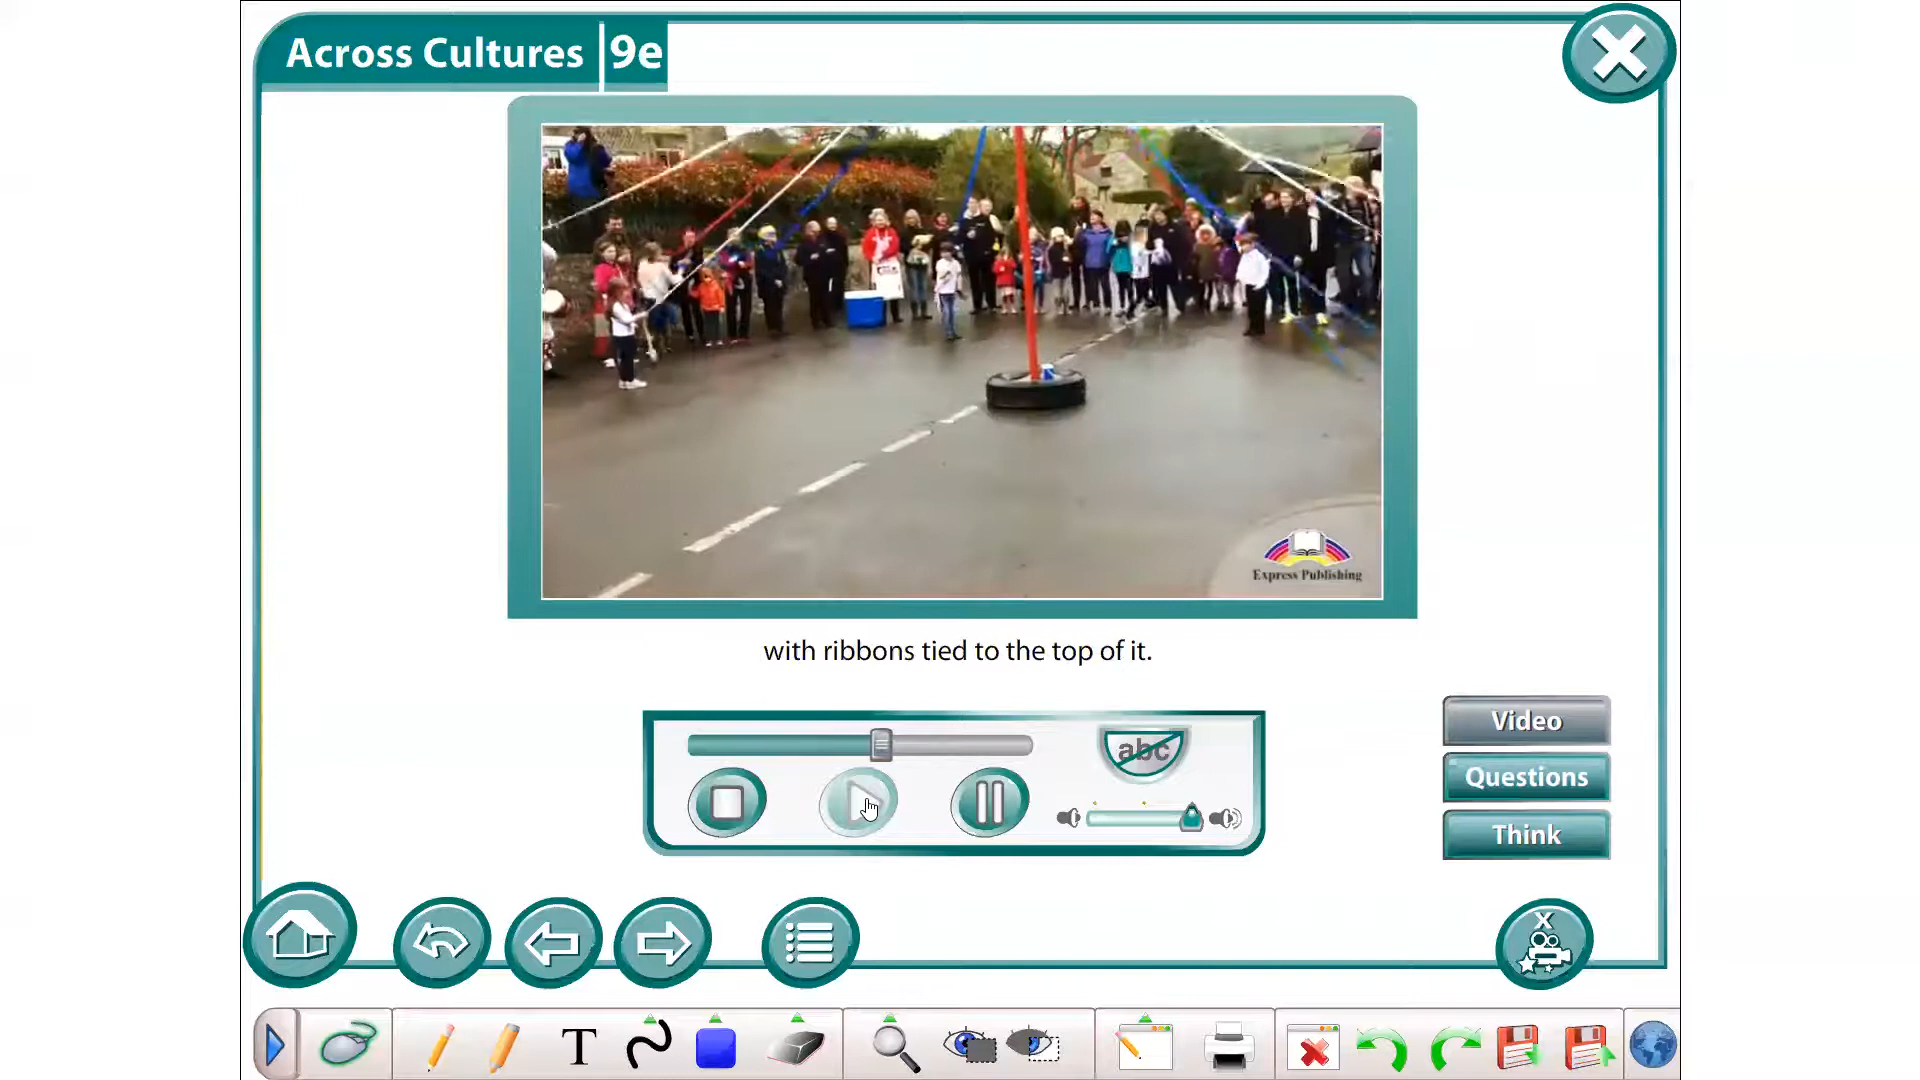 Across Cultures 9e
Express Publishing
with ribbons tied to the top of it.
abc
Video
Questions
Think
X
T